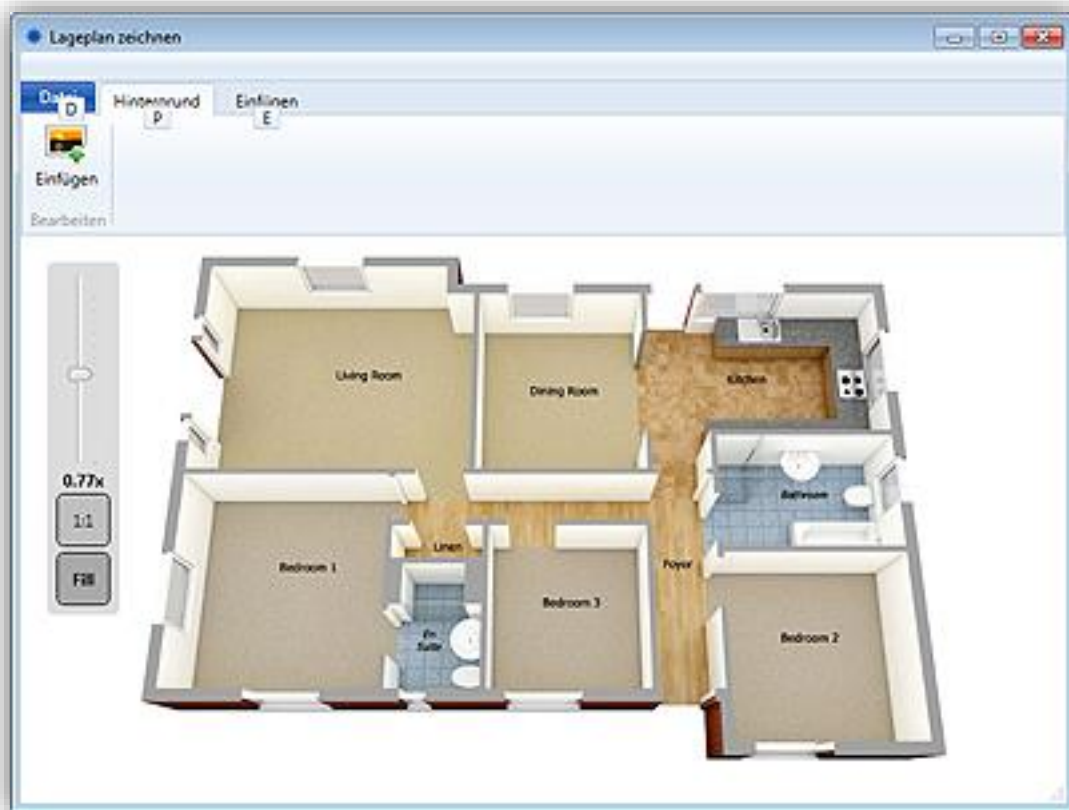 Lageplan zeichnen
Datei
D
Hintergrund
P
Einfügen
E
Einfügen
Bearbeiten
0.77x
1:1
Fill
Living Room
Dining Room
Kitchen
Bathroom
Linen
Bedroom 1
Foyer
Bedroom 3
En
Suite
Bedroom 2